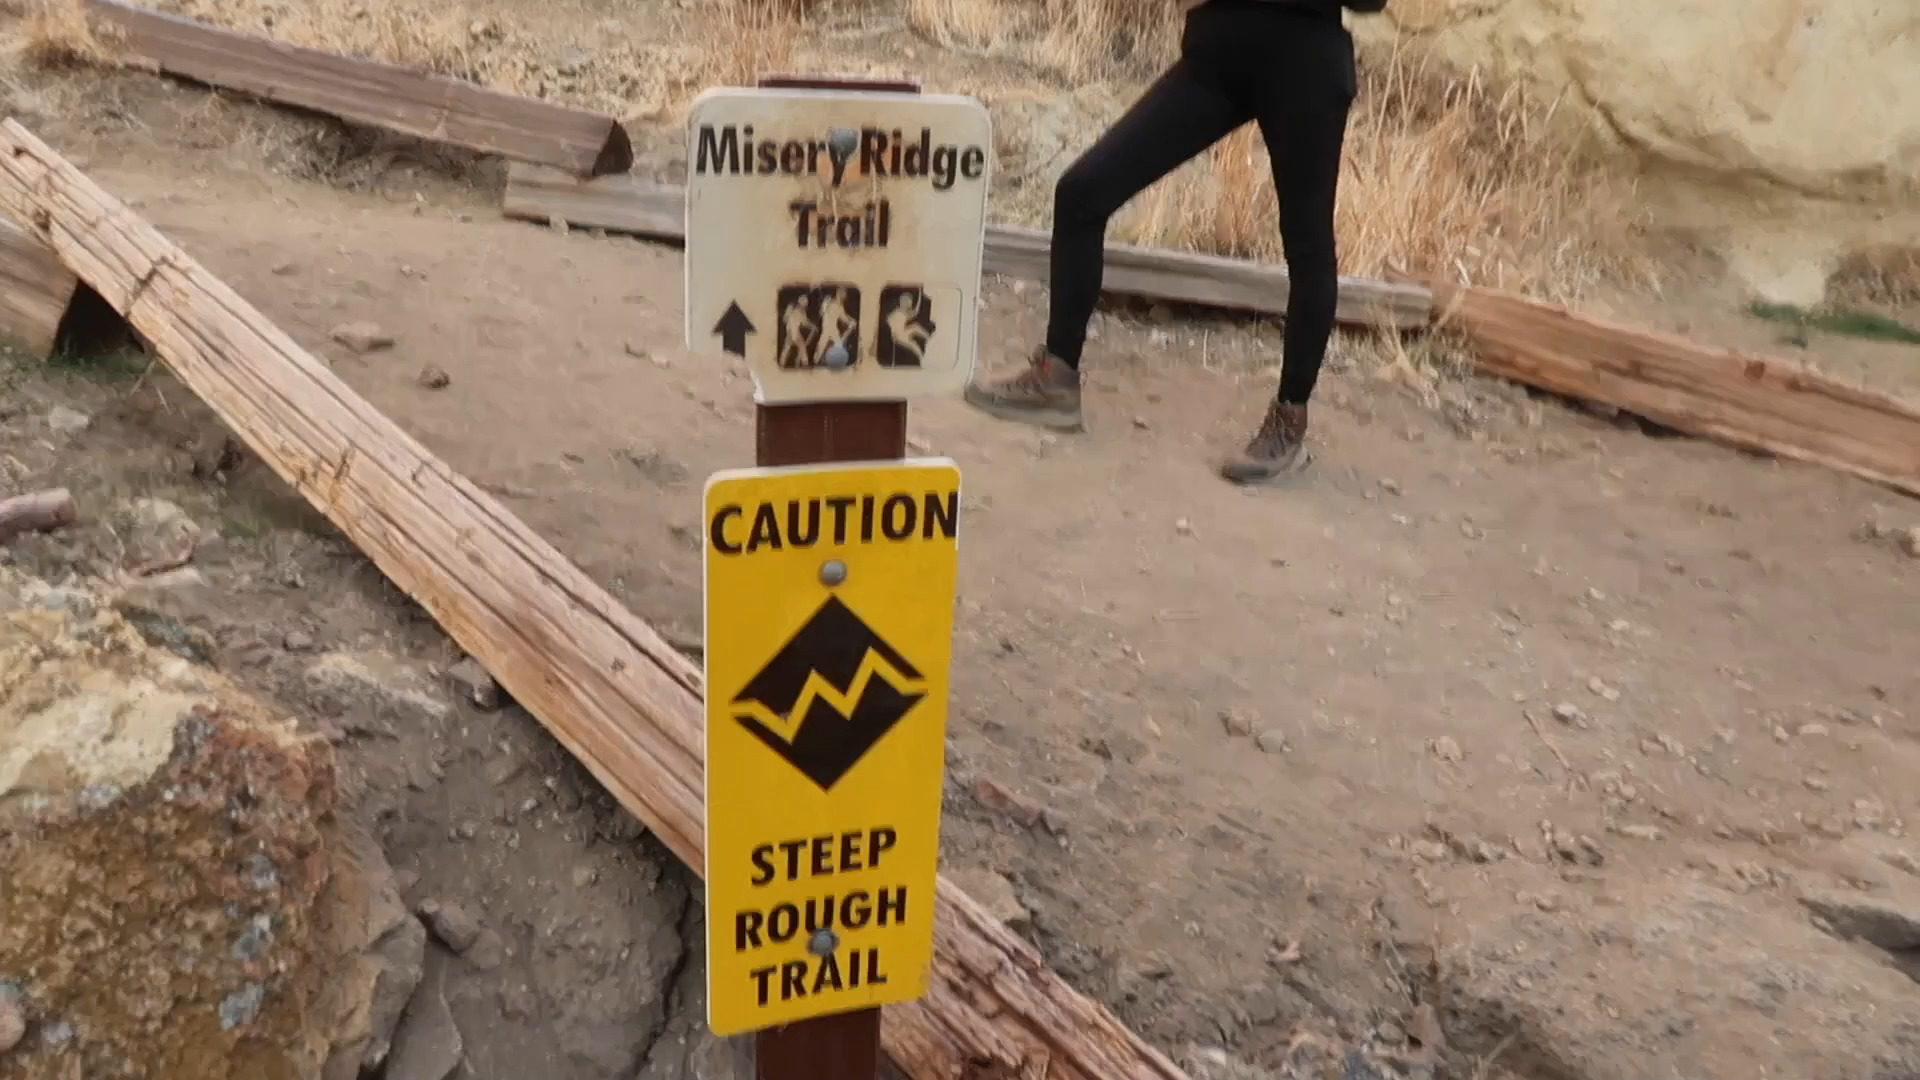 Misery Ridge
Trail
CAUTION
STEEP
ROUGH
TRAIL